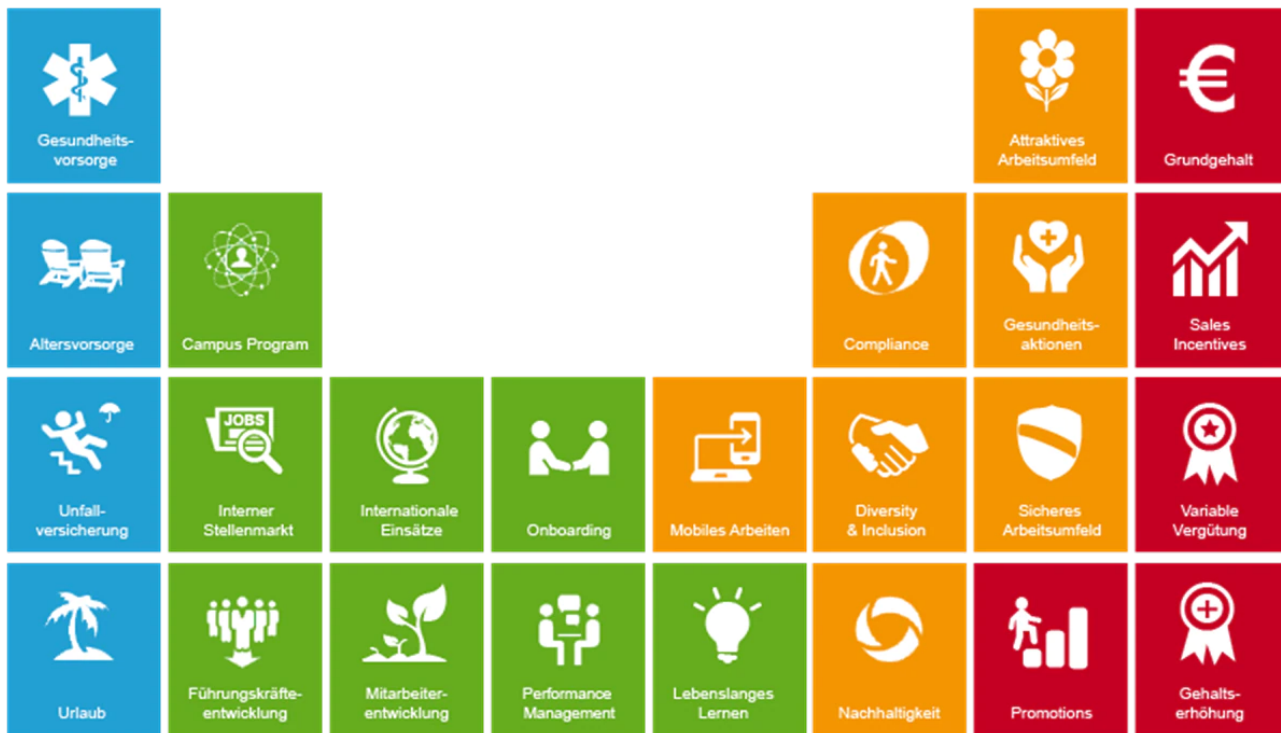 Gesundheits-
vorsorge
Attraktives
Arbeitsumfeld
€
Grundgehalt
Altersvorsorge
Campus Program
Compliance
Gesundheits-
aktionen
Sales
Incentives
Unfall-
versicherung
JOBS
Interner
Stellenmarkt
Internationale
Einsätze
Onboarding
Mobiles Arbeiten
Diversity
& Inclusion
Sicheres
Arbeitsumfeld
Variable
Vergütung
Urlaub
Führungskräfte-
entwicklung
Mitarbeiter-
entwicklung
Performance
Management
Lebenslanges
Lernen
Nachhaltigkeit
Promotions
Gehalts-
erhöhung